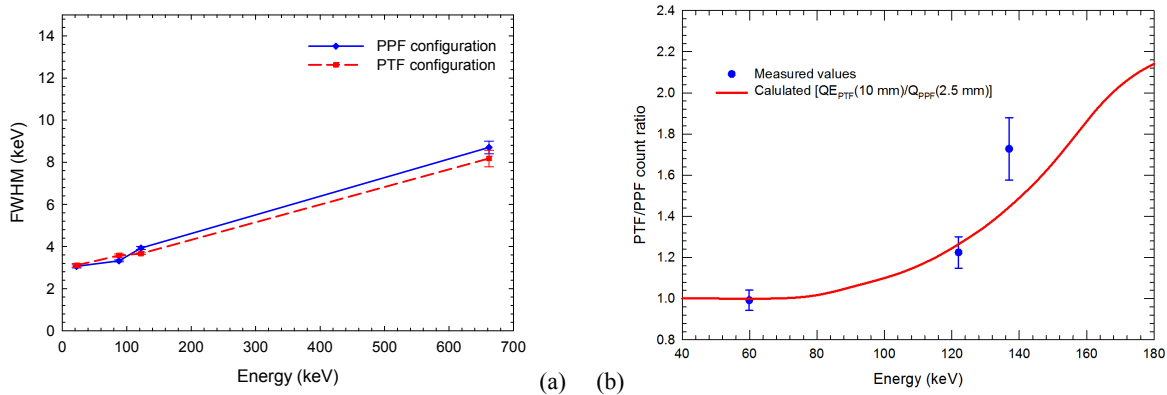 14
12
10
8
6
4
2
0
FWHM (keV)
PPF configuration
PTF configuration
0 100 200 300 400 500 600 700
Energy (keV)
(a)
(b)
2.4
2.2
2.0
1.8
1.6
1.4
1.2
1.0
0.8
PTF/PPF count ratio
Measured values
Calulated [QE_PTF(10 mm)/Q_PPF(2.5 mm)]
40 60 80 100 120 140 160 180
Energy (keV)